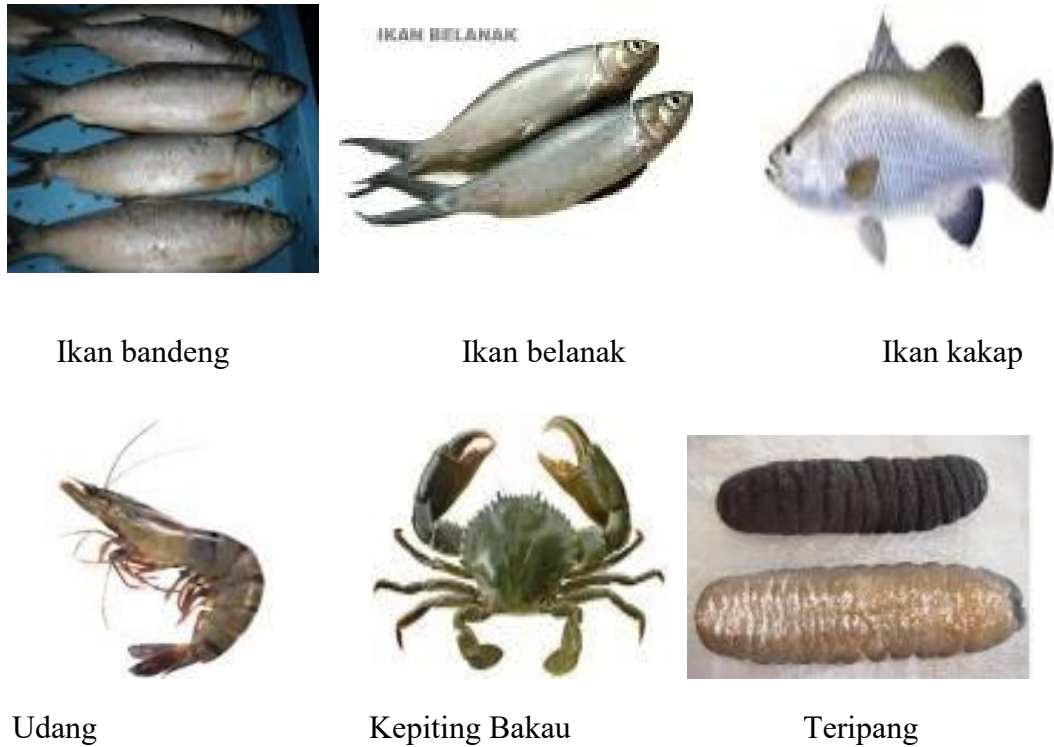 IKAN BELANAK
Ikan bandeng
Ikan belanak
Ikan kakap
Udang
Kepiting Bakau
Teripang